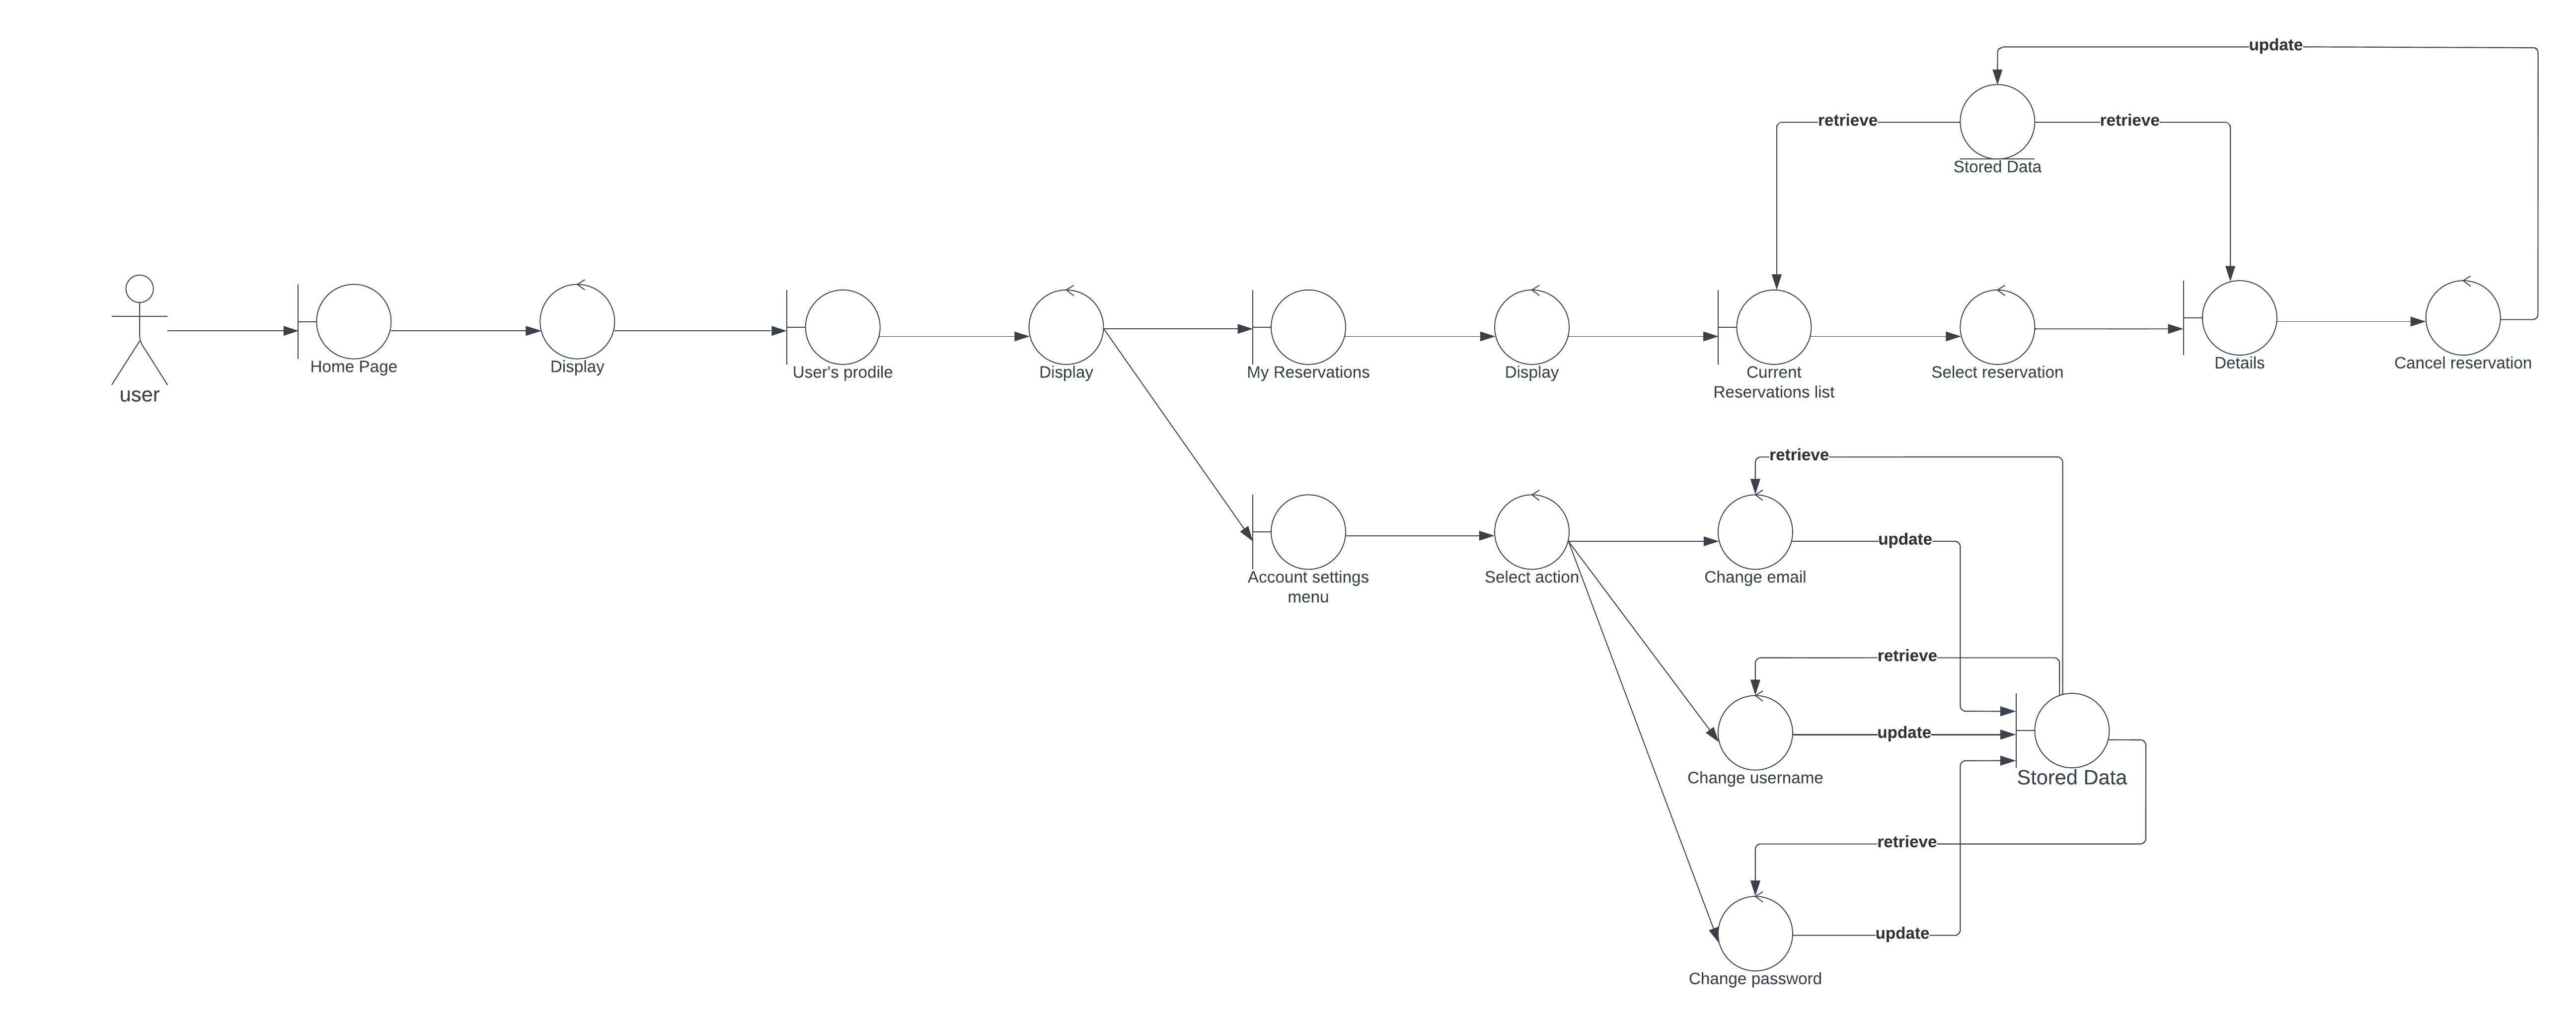 update
retrieve
retrieve
Stored Data
user
Home Page
Display
User's prodile
Display
My Reservations
Display
Current
Reservations list
Select reservation
Details
Cancel reservation
retrieve
update
Account settings
menu
Select action
Change email
retrieve
update
Change username
Stored Data
retrieve
update
Change password